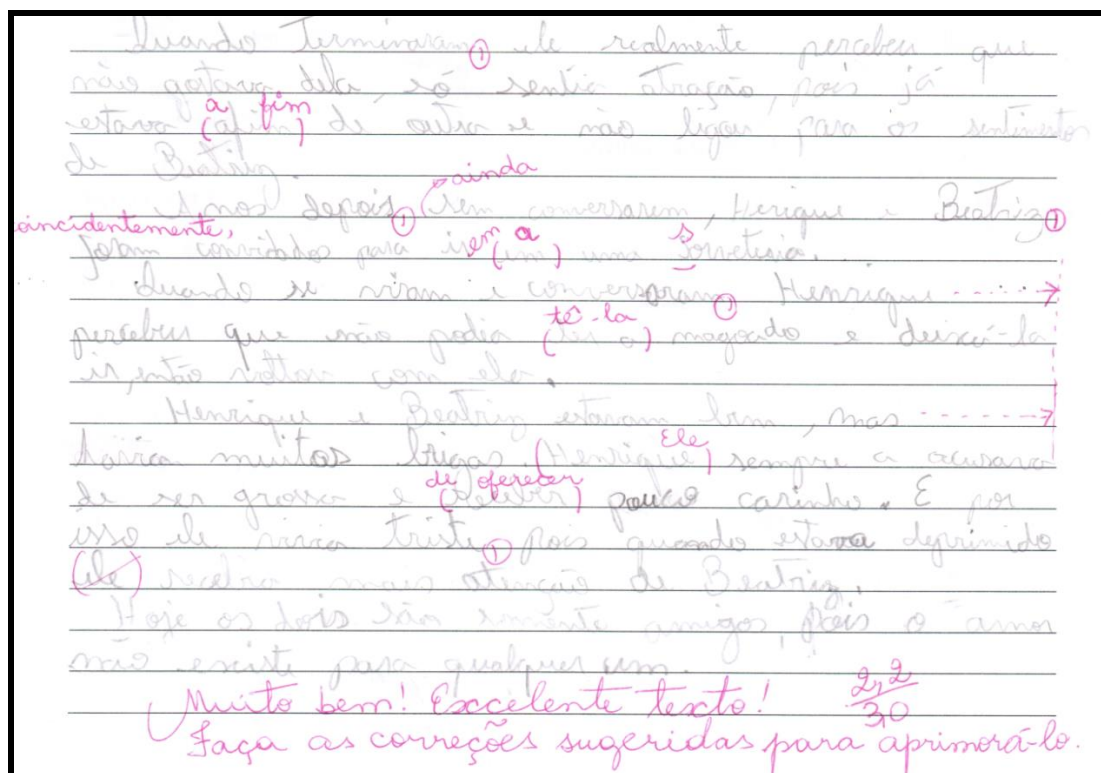 Quando Terminaram ① ele realmente percebeu que
não gostava dela, só sentia atração, pois já
a fim
estava (afim) de outra e não ligou para os sentimentos
de Beatriz.
ainda
Anos depois ① (sem conversarem, Herique e Beatriz ①
coincidentemente,
em a s
foram convidados para ir (em) uma sorveteria.
Quando se viram e conversaram ① Henrique
tê-la
percebeu que não podia (ter a) magoado e deixá-la
ir, então voltou com ela.
Henrique e Beatriz estavam bem, mas
Ele
havia muitas brigas. (Henrique) sempre a acusava
de oferecer
de ser grossa e (receber) pouco carinho. E por
isso ele vivia triste ① pois quando estava deprimido
(ele) recebia mais atenção de Beatriz.
Hoje os dois são somente amigos, pois o amor
não existe para qualquer um.
Muito bem! Excelente texto! 2,2/3,0
Faça as correções sugeridas para aprimorá-lo.